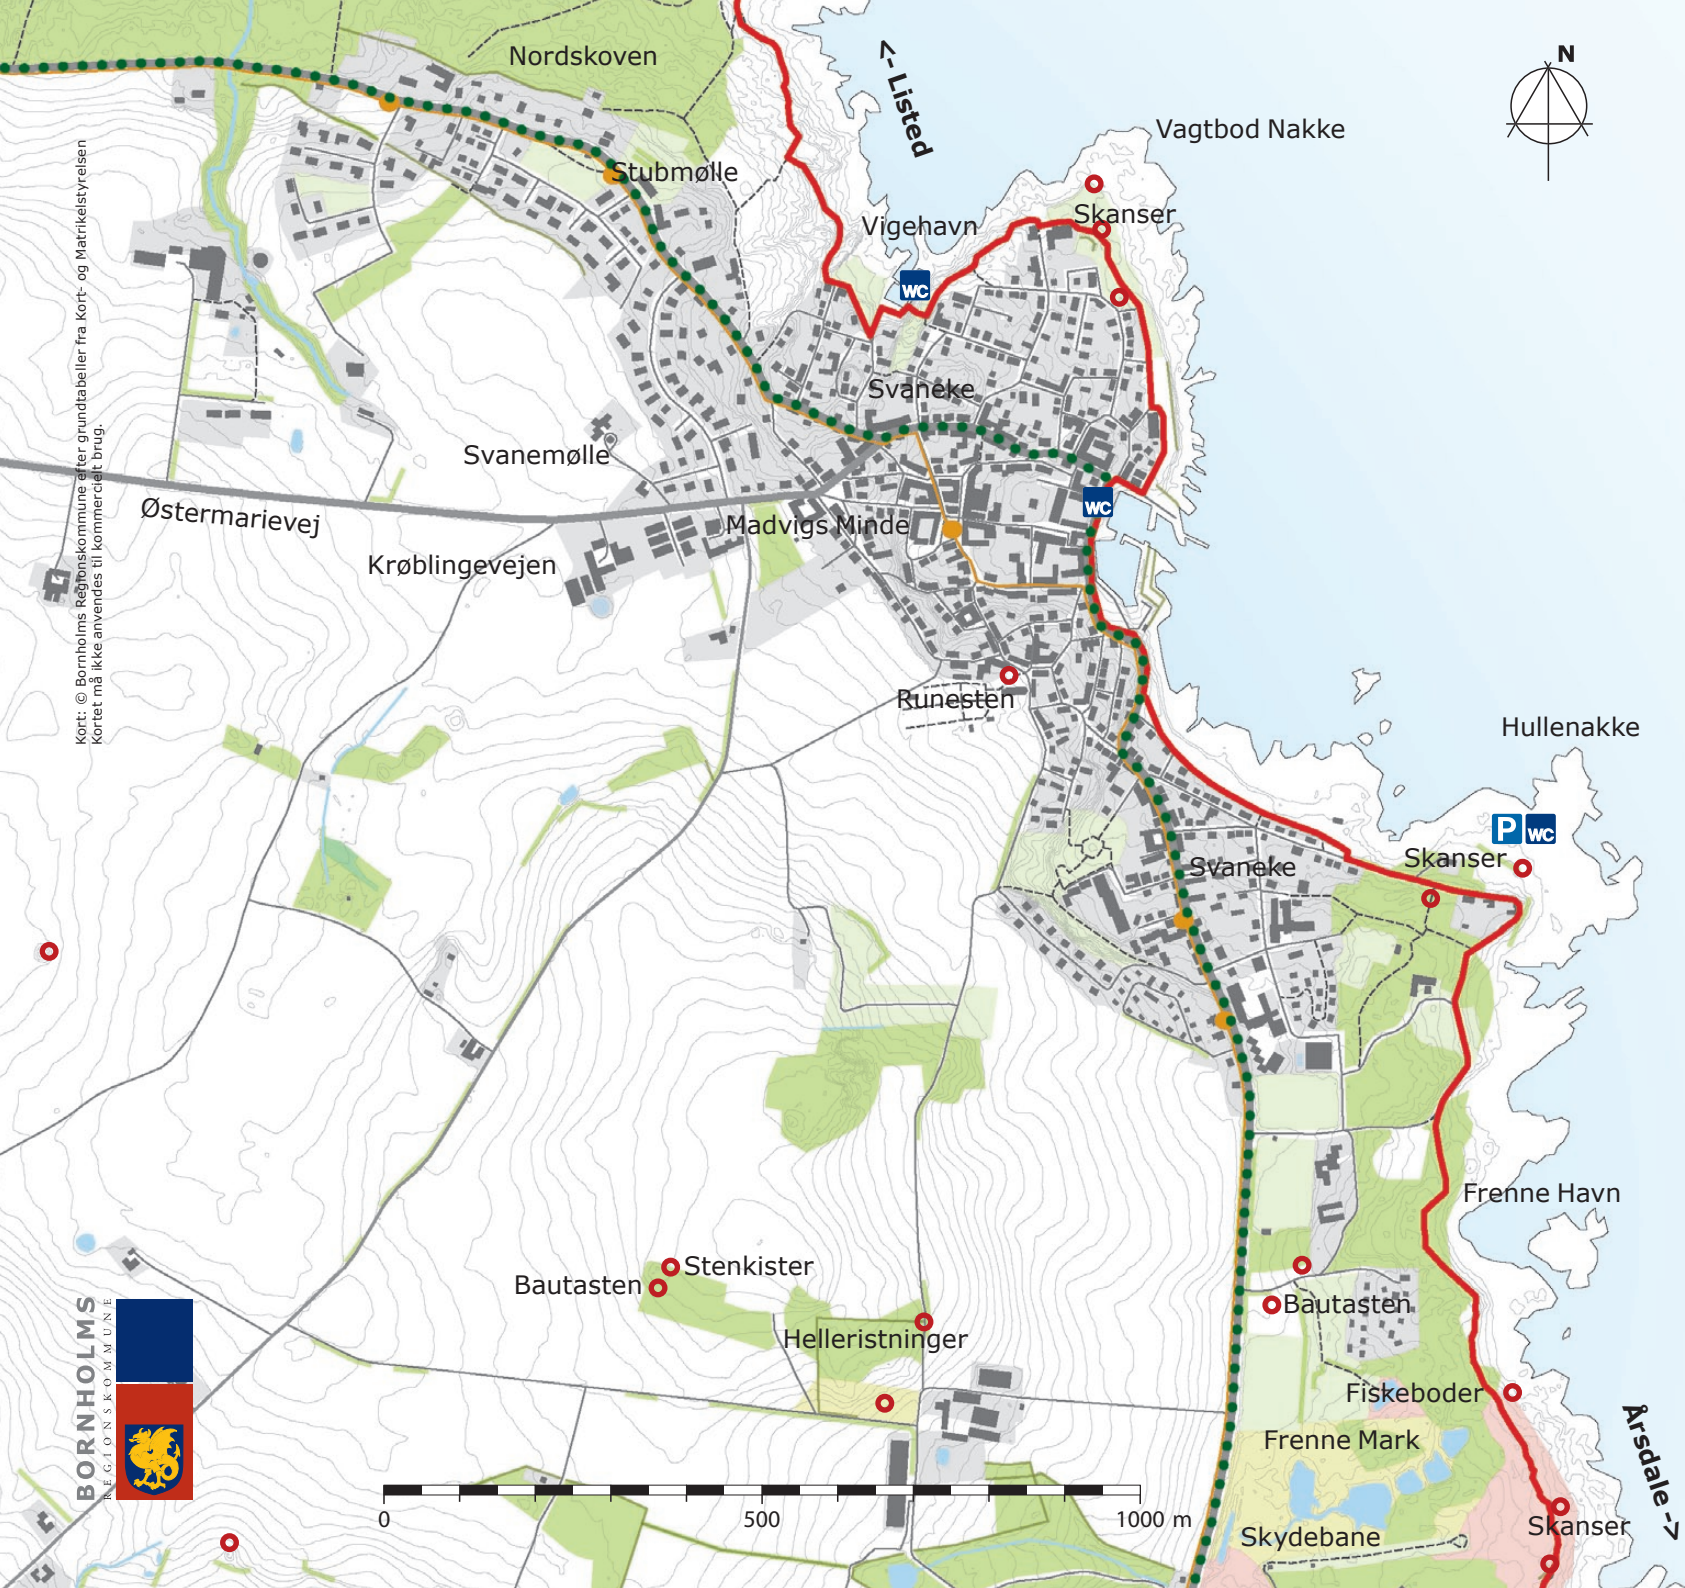 Nordskoven
<- Listed
N
Vagtbod Nakke
Stubmølle
Skanser
Vigehavn
WC
Svaneke
Svanemølle
WC
Østermarievej
Madvigs Minde
Krøblingevejen
Kort: © Bornholms Regionskommune efter grundtabeller fra Kort- og Matrikelstyrelsen
Kortet må ikke anvendes til kommercielt brug.
Runesten
Hullenakke
P WC
Skanser
Svaneke
Frenne Havn
Stenkister
Bautasten
Bautasten
Helleristninger
Fiskeboder
Frenne Mark
Årsdale ->
Skanser
Skydebane
BORNHOLMS
REGIONSKOMMUNE
0 500 1000 m